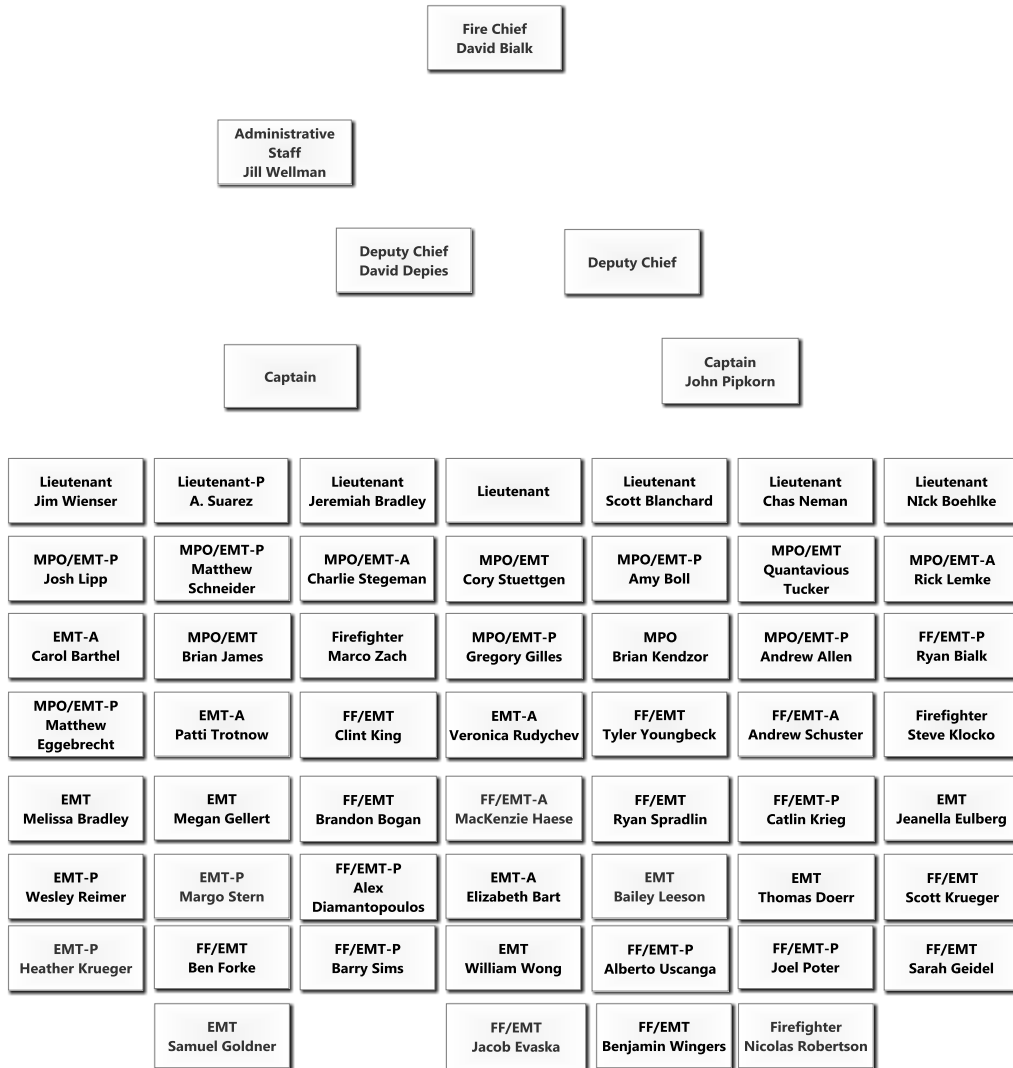 Fire Chief
David Bialk
Administrative
Staff
Jill Wellman
Deputy Chief
David Depies
Deputy Chief
Captain
Captain
John Pipkorn
Lieutenant
Jim Wienser
Lieutenant-P
A. Suarez
Lieutenant
Jeremiah Bradley
Lieutenant
Lieutenant
Scott Blanchard
Lieutenant
Chas Neman
Lieutenant
NIck Boehlke
MPO/EMT-P
Josh Lipp
MPO/EMT-P
Matthew
Schneider
MPO/EMT-A
Charlie Stegeman
MPO/EMT
Cory Stuettgen
MPO/EMT-P
Amy Boll
MPO/EMT
Quantavious
Tucker
MPO/EMT-A
Rick Lemke
EMT-A
Carol Barthel
MPO/EMT
Brian James
Firefighter
Marco Zach
MPO/EMT-P
Gregory Gilles
MPO
Brian Kendzor
MPO/EMT-P
Andrew Allen
FF/EMT-P
Ryan Bialk
MPO/EMT-P
Matthew
Eggebrecht
EMT-A
Patti Trotnow
FF/EMT
Clint King
EMT-A
Veronica Rudychev
FF/EMT
Tyler Youngbeck
FF/EMT-A
Andrew Schuster
Firefighter
Steve Klocko
EMT
Melissa Bradley
EMT
Megan Gellert
FF/EMT
Brandon Bogan
FF/EMT-A
MacKenzie Haese
FF/EMT
Ryan Spradlin
FF/EMT-P
Catlin Krieg
EMT
Jeanella Eulberg
EMT-P
Wesley Reimer
EMT-P
Margo Stern
FF/EMT-P
Alex
Diamantopoulos
EMT-A
Elizabeth Bart
EMT
Bailey Leeson
EMT
Thomas Doerr
FF/EMT
Scott Krueger
EMT-P
Heather Krueger
FF/EMT
Ben Forke
FF/EMT-P
Barry Sims
EMT
William Wong
FF/EMT-P
Alberto Uscanga
FF/EMT-P
Joel Poter
FF/EMT
Sarah Geidel
EMT
Samuel Goldner
FF/EMT
Jacob Evaska
FF/EMT
Benjamin Wingers
Firefighter
Nicolas Robertson